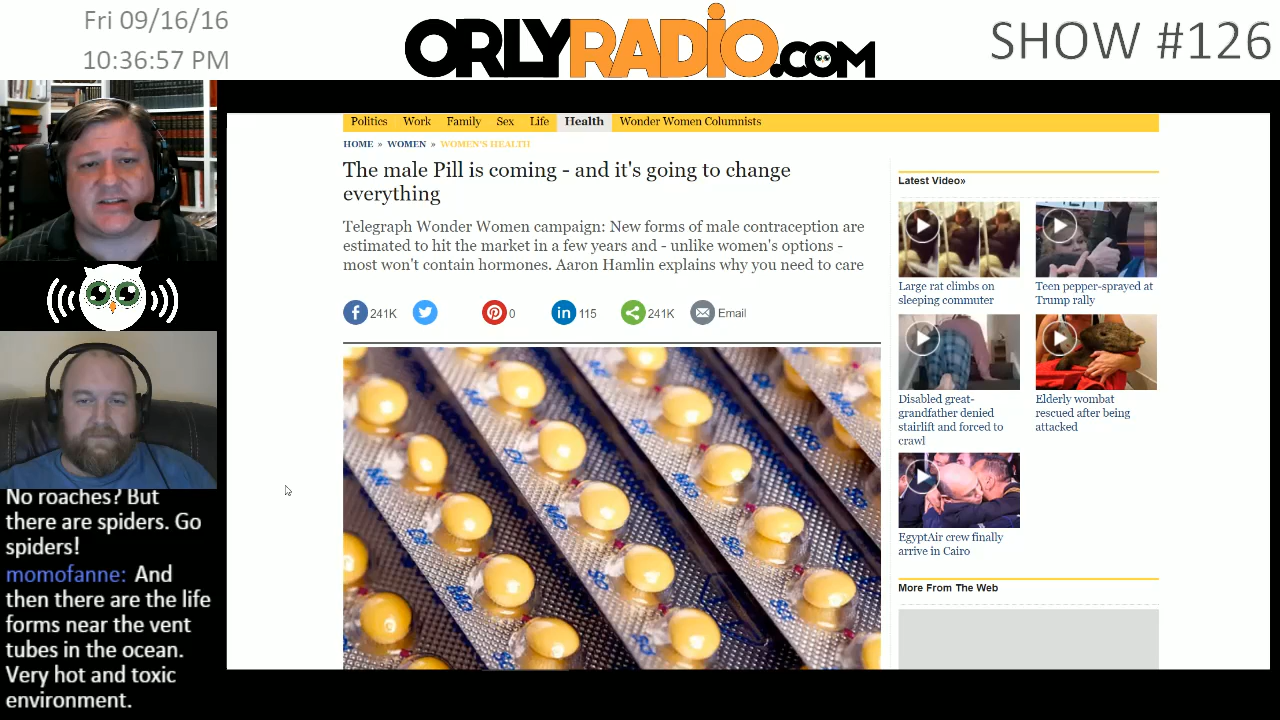 Fri 09/16/16
10:36:57 PM
ORLYRADIO.COM
SHOW #126
Politics Work Family Sex Life Health Wonder Women Columnists
HOME » WOMEN » WOMEN'S HEALTH
The male Pill is coming - and it's going to change
everything
Telegraph Wonder Women campaign: New forms of male contraception are
estimated to hit the market in a few years and - unlike women's options -
most won't contain hormones. Aaron Hamlin explains why you need to care
241K 0 115 241K Email
Latest Video»
Large rat climbs on
sleeping commuter
Teen pepper-sprayed at
Trump rally
Disabled great-
grandfather denied
stairlift and forced to
crawl
Elderly wombat
rescued after being
attacked
EgyptAir crew finally
arrive in Cairo
More From The Web
No roaches? But
there are spiders. Go
spiders!
momofanne: And
then there are the life
forms near the vent
tubes in the ocean.
Very hot and toxic
environment.